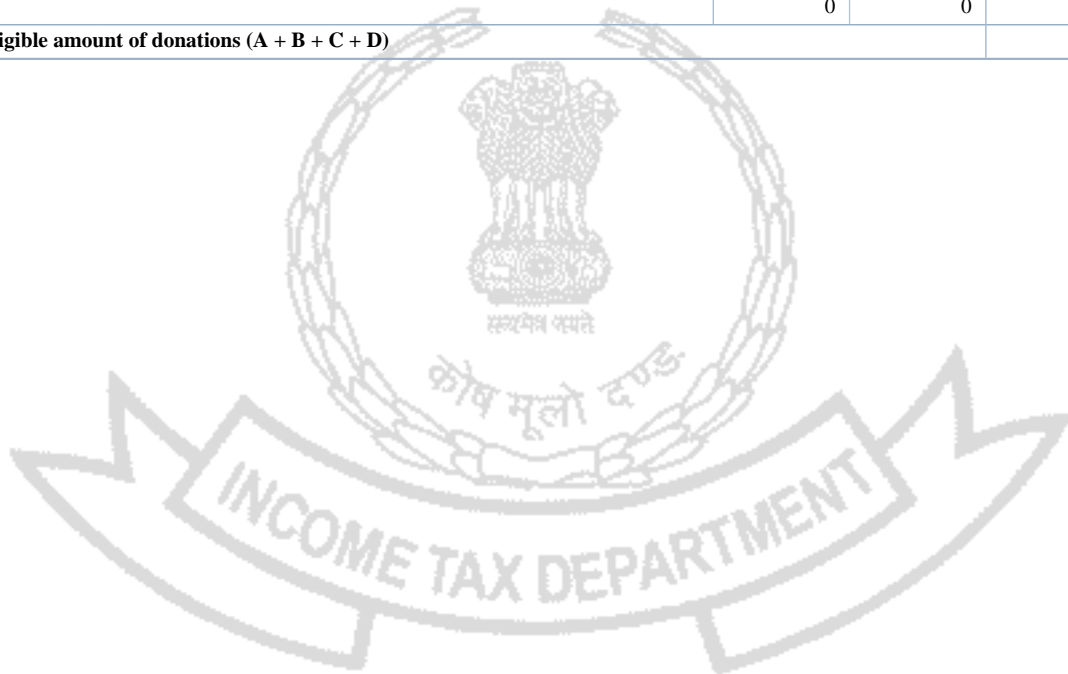 0 0
igible amount of donations (A + B + C + D)
सत्यमेव जयते
कोष मूलो दण्ड:
INCOME TAX DEPARTMENT